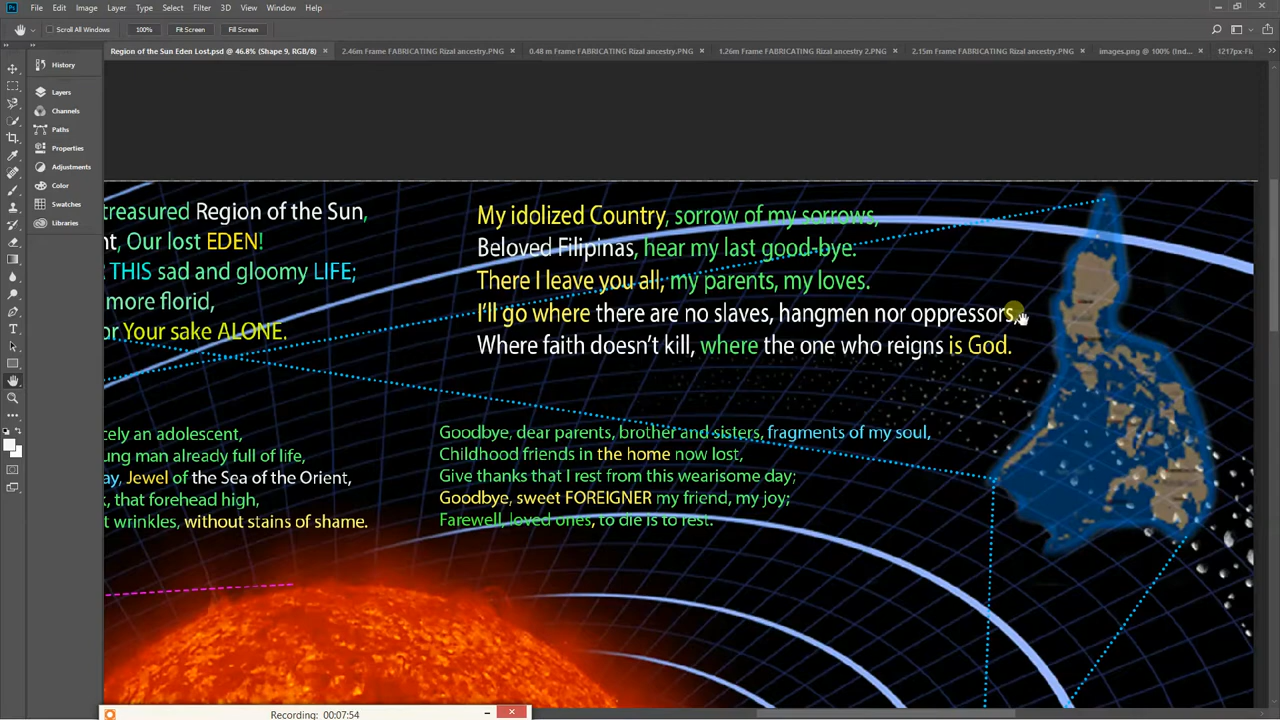 Ps File Edit Image Layer Type Select Filter 3D View Window Help
Scroll All Windows 100% Fit Screen Fill Screen
Region of the Sun Eden Lost.psd @ 46.8% (Shape 9, RGB/8) 2.46m Frame FABRICATING Rizal ancestry.PNG 0.48 m Frame FABRICATING Rizal ancestry.PNG 1.26m Frame FABRICATING Rizal ancestry 2.PNG 2.15m Frame FABRICATING Rizal ancestry.PNG images.png @ 100% (Ind...
History
Layers
Channels
Paths
Properties
Adjustments
Color
Swatches
Libraries
treasured Region of the Sun,
Our lost EDEN!
THIS sad and gloomy LIFE;
more florid,
Your sake ALONE.
My idolized Country, sorrow of my sorrows,
Beloved Filipinas, hear my last good-bye.
There I leave you all, my parents, my loves.
I'll go where there are no slaves, hangmen nor oppressors,
Where faith doesn't kill, where the one who reigns is God.
an adolescent,
man already full of life,
Jewel of the Sea of the Orient,
that forehead high,
wrinkles, without stains of shame.
Goodbye, dear parents, brother and sisters, fragments of my soul,
Childhood friends in the home now lost,
Give thanks that I rest from this wearisome day;
Goodbye, sweet FOREIGNER my friend, my joy;
Farewell, loved ones, to die is to rest.
Recording: 00:07:54